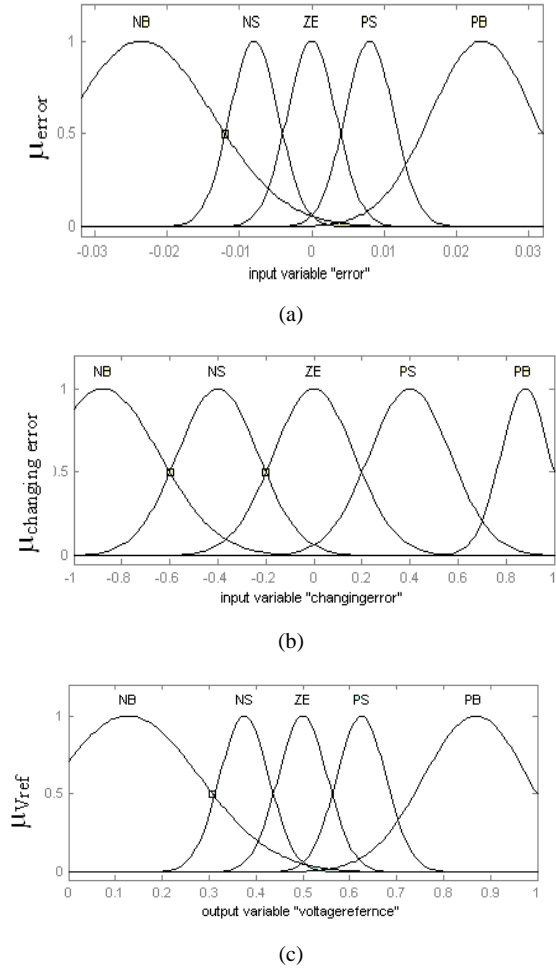 NB NS ZE PS PB
1
0.5
0
μerror
-0.03 -0.02 -0.01 0 0.01 0.02 0.03
input variable "error"
(a)
NB NS ZE PS PB
1
0.5
0
μchanging error
-1 -0.8 -0.6 -0.4 -0.2 0 0.2 0.4 0.6 0.8 1
input variable "changingerror"
(b)
NB NS ZE PS PB
1
0.5
0
μVref
0 0.1 0.2 0.3 0.4 0.5 0.6 0.7 0.8 0.9 1
output variable "voltagerefernce"
(c)